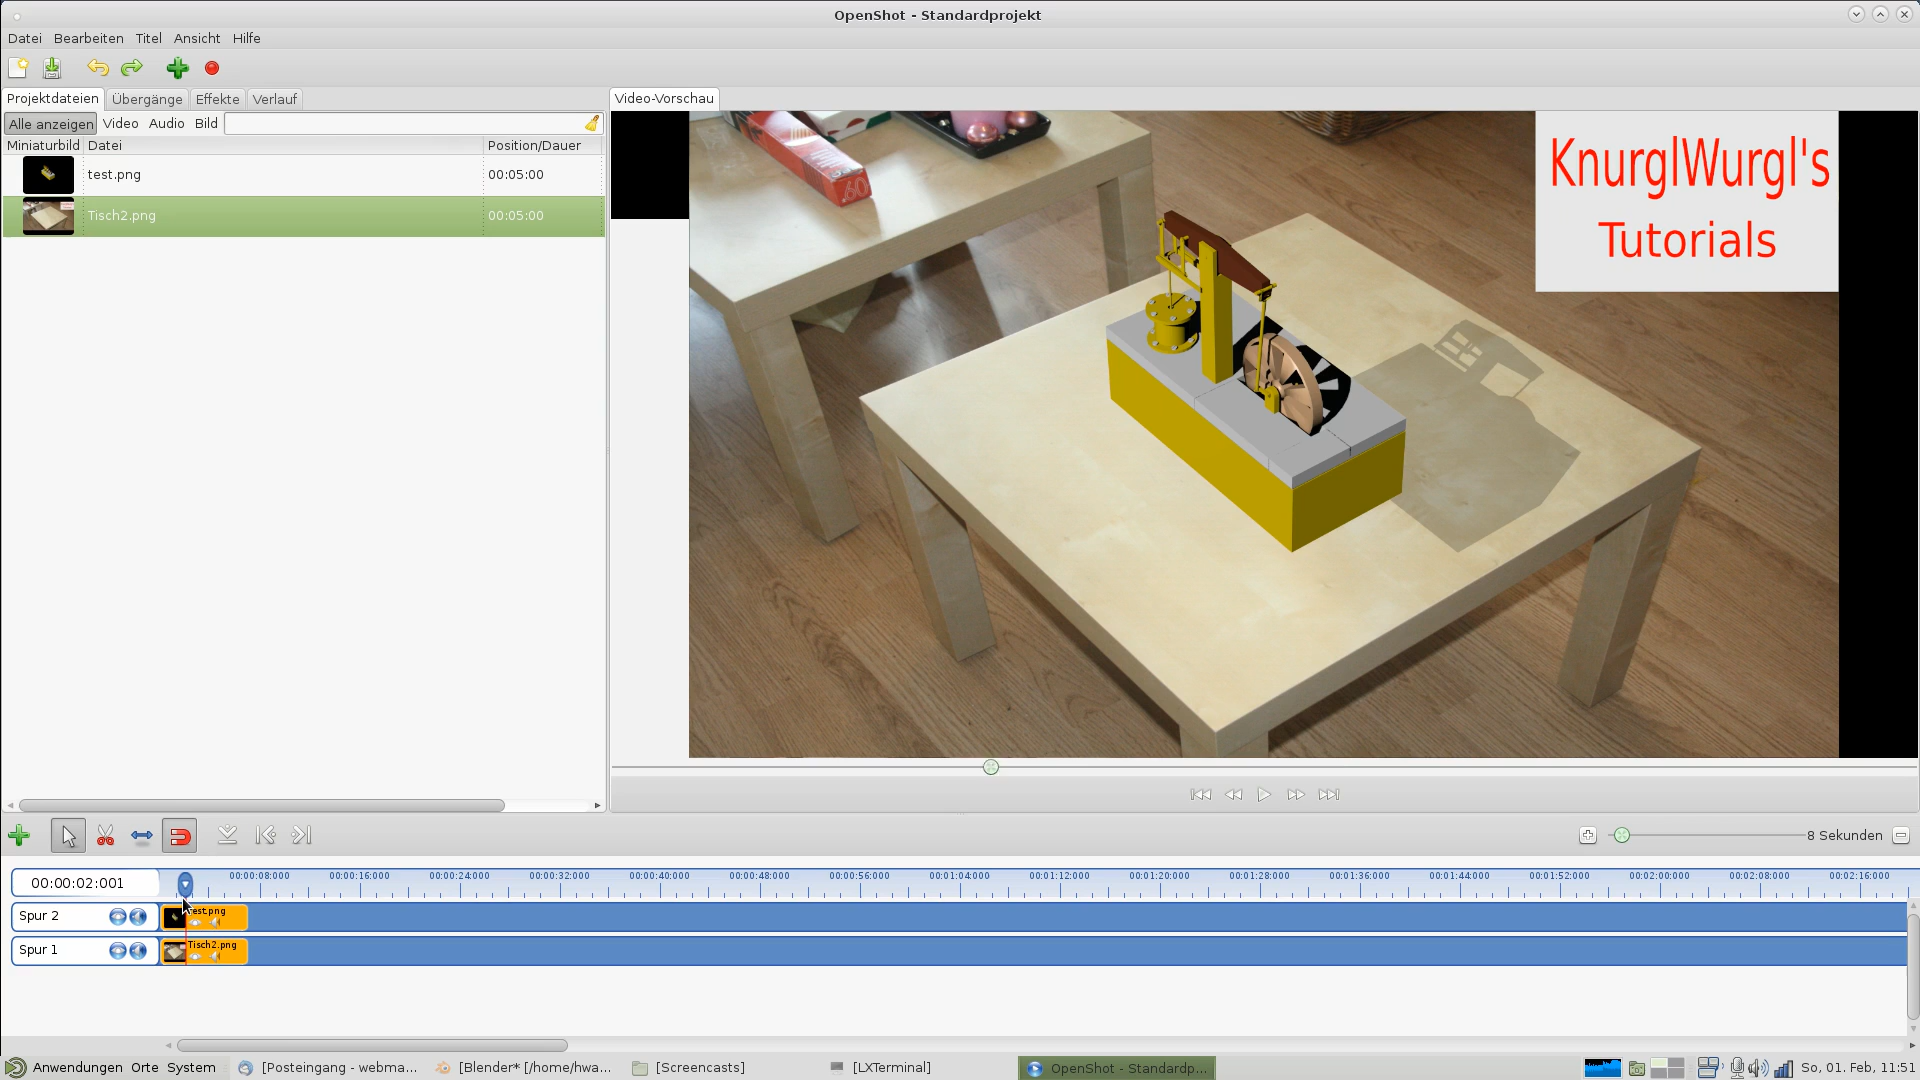 OpenShot - Standardprojekt
Datei Bearbeiten Titel Ansicht Hilfe
Projektdateien Übergänge Effekte Verlauf
Alle anzeigen Video Audio Bild
Miniaturbild Datei Position/Dauer
test.png 00:05:00
Tisch2.png 00:05:00
Video-Vorschau
60
KnurglWurgl's
Tutorials
8 Sekunden
00:00:02:001
00:00:08:000 00:00:16:000 00:00:24:000 00:00:32:000 00:00:40:000 00:00:48:000 00:00:56:000 00:01:04:000 00:01:12:000 00:01:20:000 00:01:28:000 00:01:36:000 00:01:44:000 00:01:52:000 00:02:00:000 00:02:08:000 00:02:16:000
Spur 2 test.png
Spur 1 Tisch2.png
Anwendungen Orte System [Posteingang - webma... [Blender* [/home/hwa... [Screencasts] [LXTerminal] OpenShot - Standardp... So, 01. Feb, 11:51